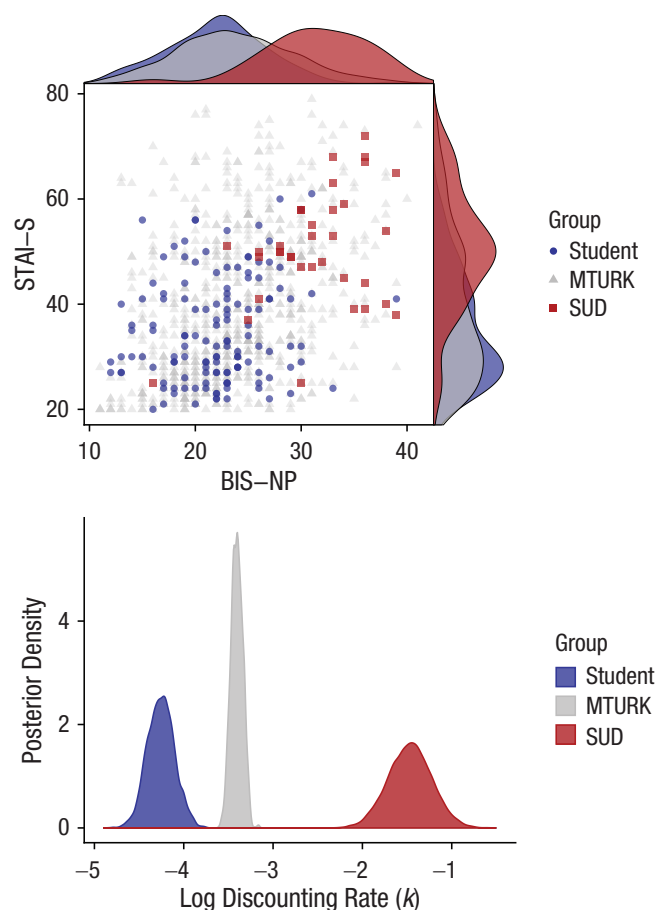 80
60
40
20
STAI–S
10 20 30 40
BIS–NP
Group
Student
MTURK
SUD
4
2
0
Posterior Density
–5 –4 –3 –2 –1
Log Discounting Rate (k)
Group
Student
MTURK
SUD